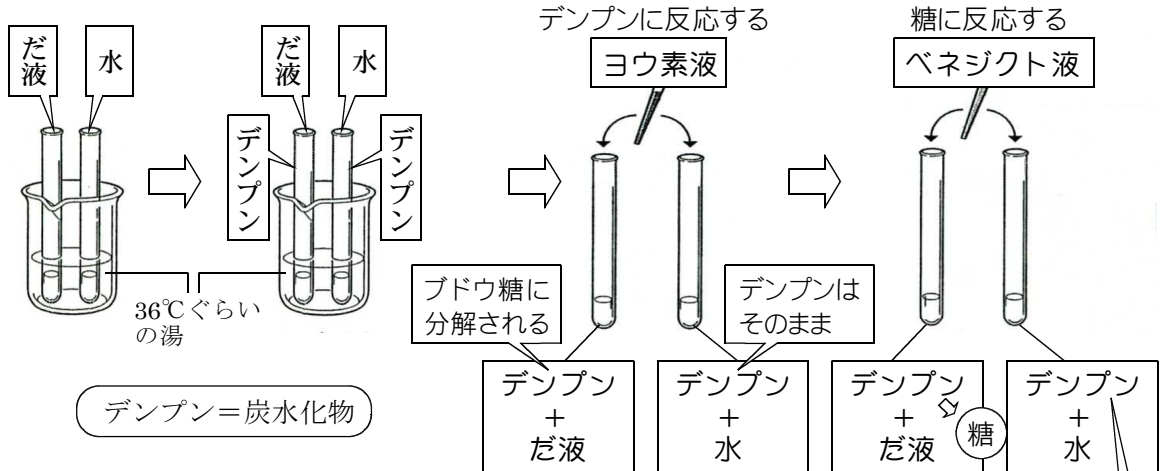 デンプンに反応する
ヨウ素液
糖に反応する
ベネジクト液
だ液
水
だ液
水
デンプン
デンプン
36℃ぐらい
の湯
ブドウ糖に
分解される
デンプンは
そのまま
デンプン＝炭水化物
デンプン
+
だ液
デンプン
+
水
デンプン
+
だ液
糖
デンプン
+
水